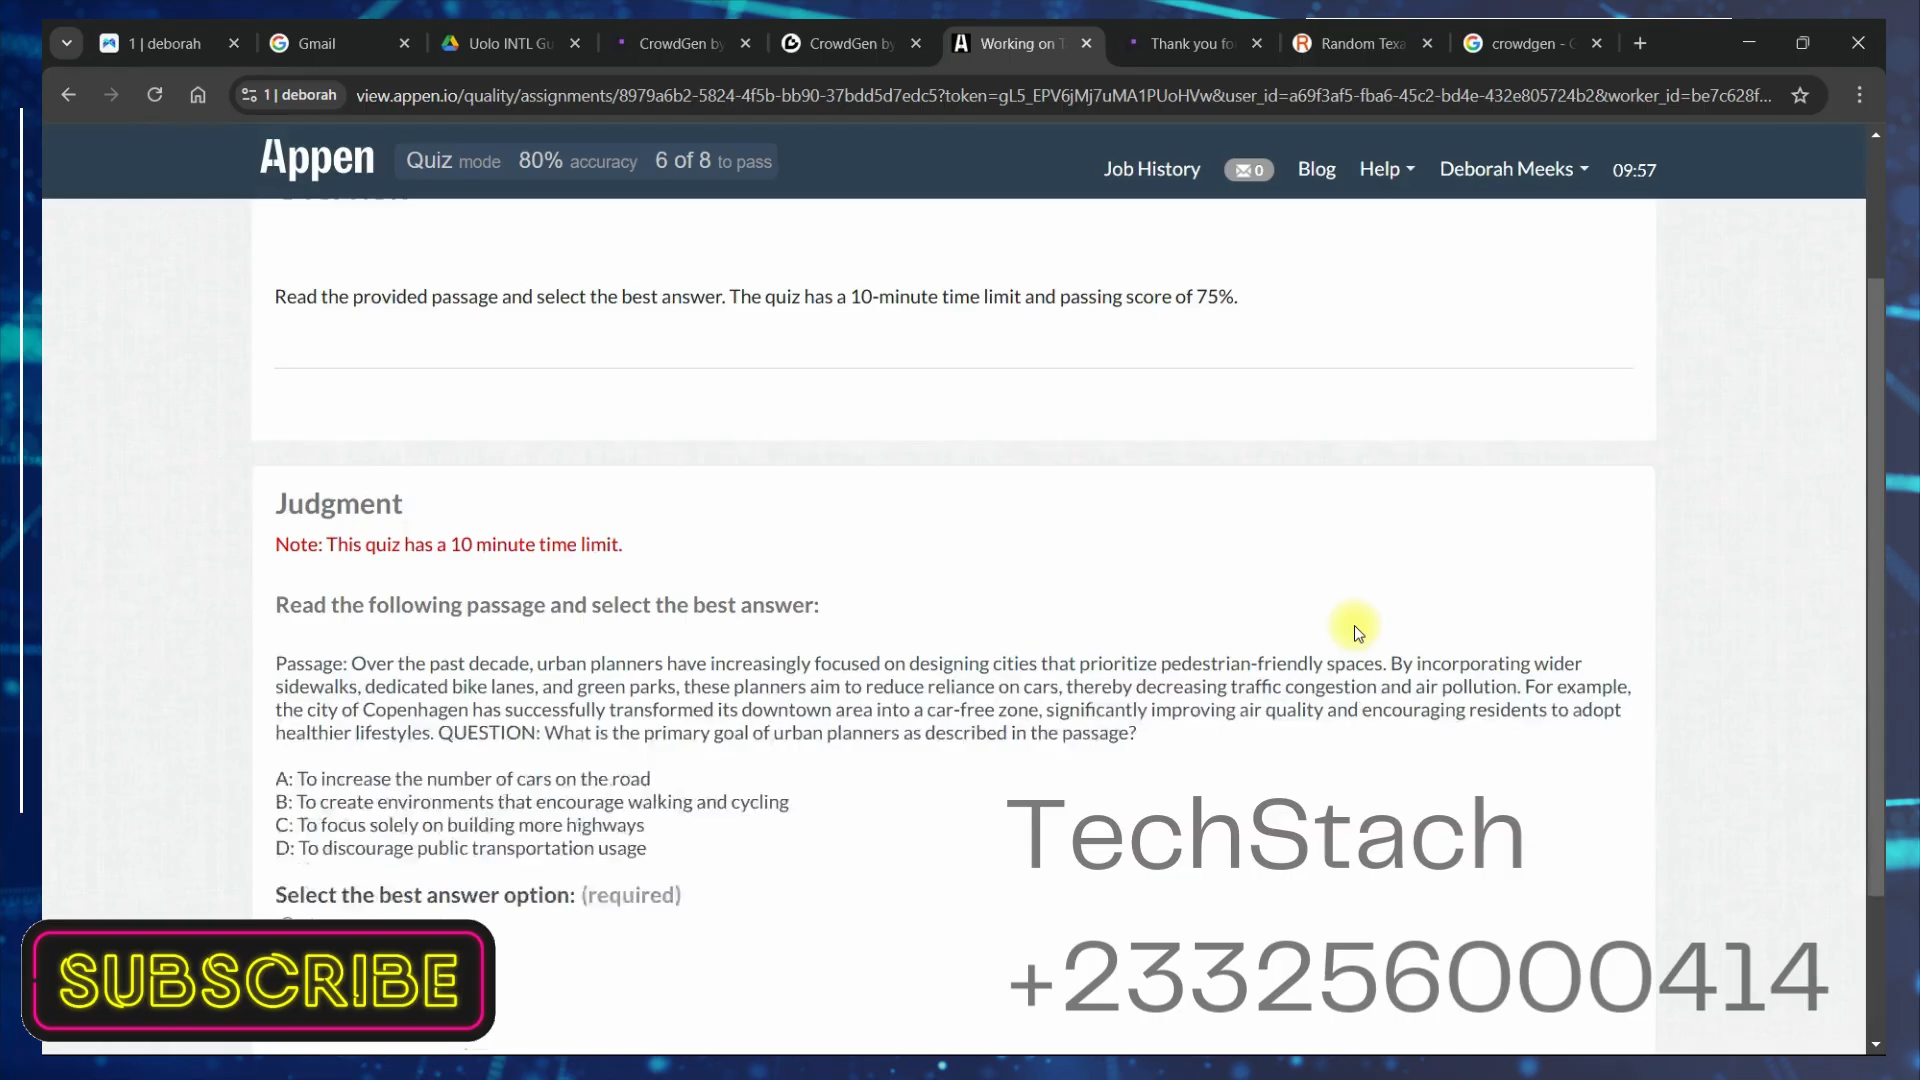 1 | deborah
Gmail
Uolo INTL Gu
CrowdGen by
CrowdGen by
Working on T
Thank you fo
Random Texa
crowdgen - G
1 | deborah
view.appen.io/quality/assignments/8979a6b2-5824-4f5b-bb90-37bdd5d7edc5?token=gL5_EPV6jMj7uMA1PUoHVw&user_id=a69f3af5-fba6-45c2-bd4e-432e805724b2&worker_id=be7c628f...
Appen
Quiz mode 80% accuracy 6 of 8 to pass
Job History
0
Blog
Help
Deborah Meeks
09:57
Read the provided passage and select the best answer. The quiz has a 10-minute time limit and passing score of 75%.
Judgment
Note: This quiz has a 10 minute time limit.
Read the following passage and select the best answer:
Passage: Over the past decade, urban planners have increasingly focused on designing cities that prioritize pedestrian-friendly spaces. By incorporating wider
sidewalks, dedicated bike lanes, and green parks, these planners aim to reduce reliance on cars, thereby decreasing traffic congestion and air pollution. For example,
the city of Copenhagen has successfully transformed its downtown area into a car-free zone, significantly improving air quality and encouraging residents to adopt
healthier lifestyles. QUESTION: What is the primary goal of urban planners as described in the passage?
A: To increase the number of cars on the road
B: To create environments that encourage walking and cycling
C: To focus solely on building more highways
D: To discourage public transportation usage
Select the best answer option: (required)
TechStach
+233256000414
SUBSCRIBE